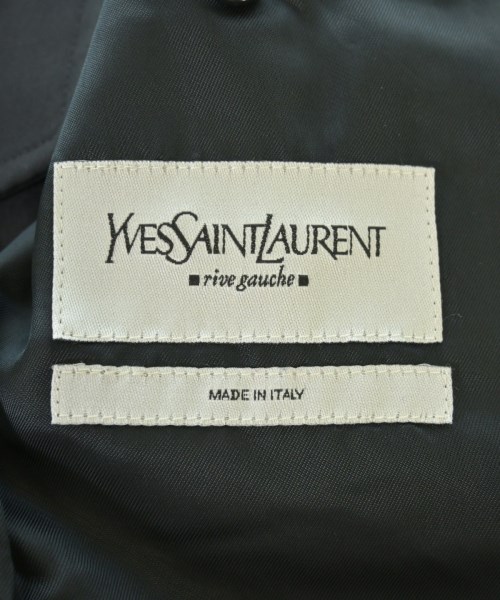 YVESSAINTLAURENT
▪ rive gauche ▪
MADE IN ITALY